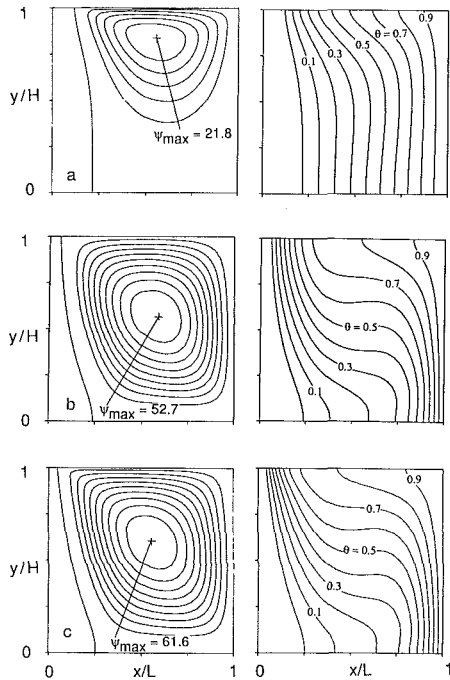 1
y/H
0
a
ψmax = 21.8
0.1
0.3
0.5
θ = 0.7
0.9
1
y/H
0
b
ψmax = 52.7
0.9
0.7
θ = 0.5
0.3
0.1
1
y/H
0
c
ψmax = 61.6
0 x/L 1
0.9
0.7
θ = 0.5
0.3
0.1
0 x/L 1